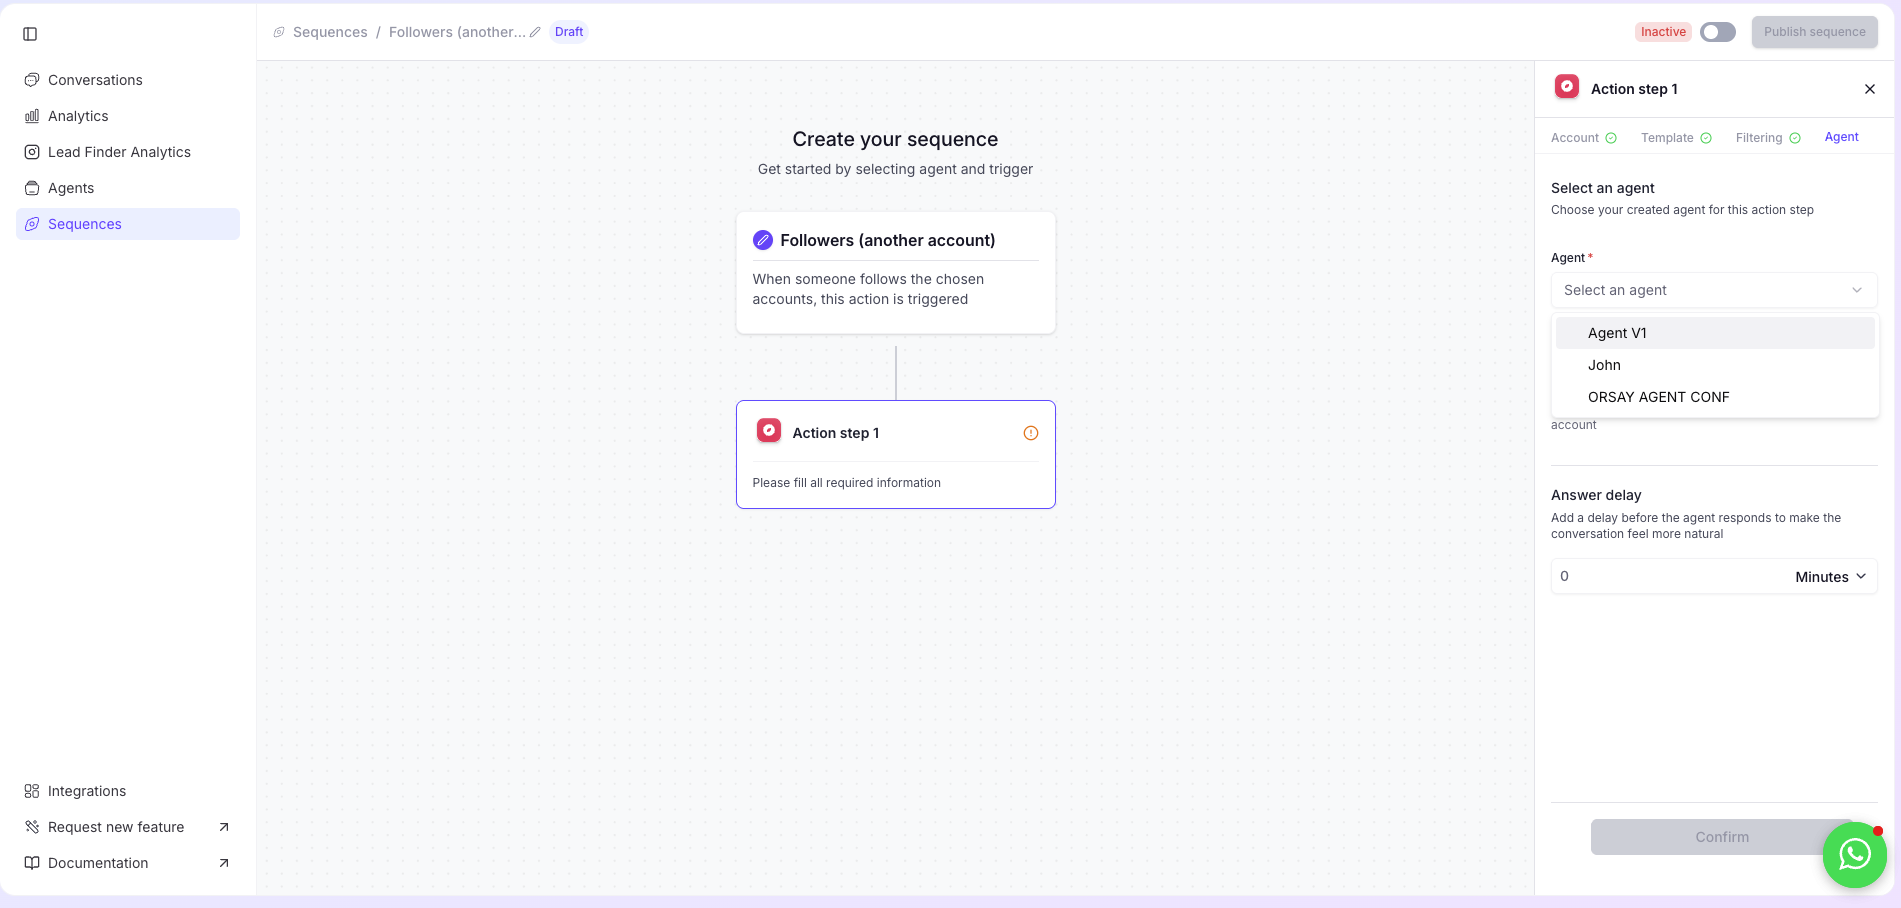 Sequences / Followers (another... Draft
Inactive
Publish sequence
Conversations
Analytics
Lead Finder Analytics
Agents
Sequences
Integrations
Request new feature
Documentation
Create your sequence
Get started by selecting agent and trigger
Followers (another account)
When someone follows the chosen
accounts, this action is triggered
Action step 1
Please fill all required information
Action step 1
Account Template Filtering Agent
Select an agent
Choose your created agent for this action step
Agent*
Select an agent
Agent V1
John
ORSAY AGENT CONF
account
Answer delay
Add a delay before the agent responds to make the
conversation feel more natural
0 Minutes
Confirm